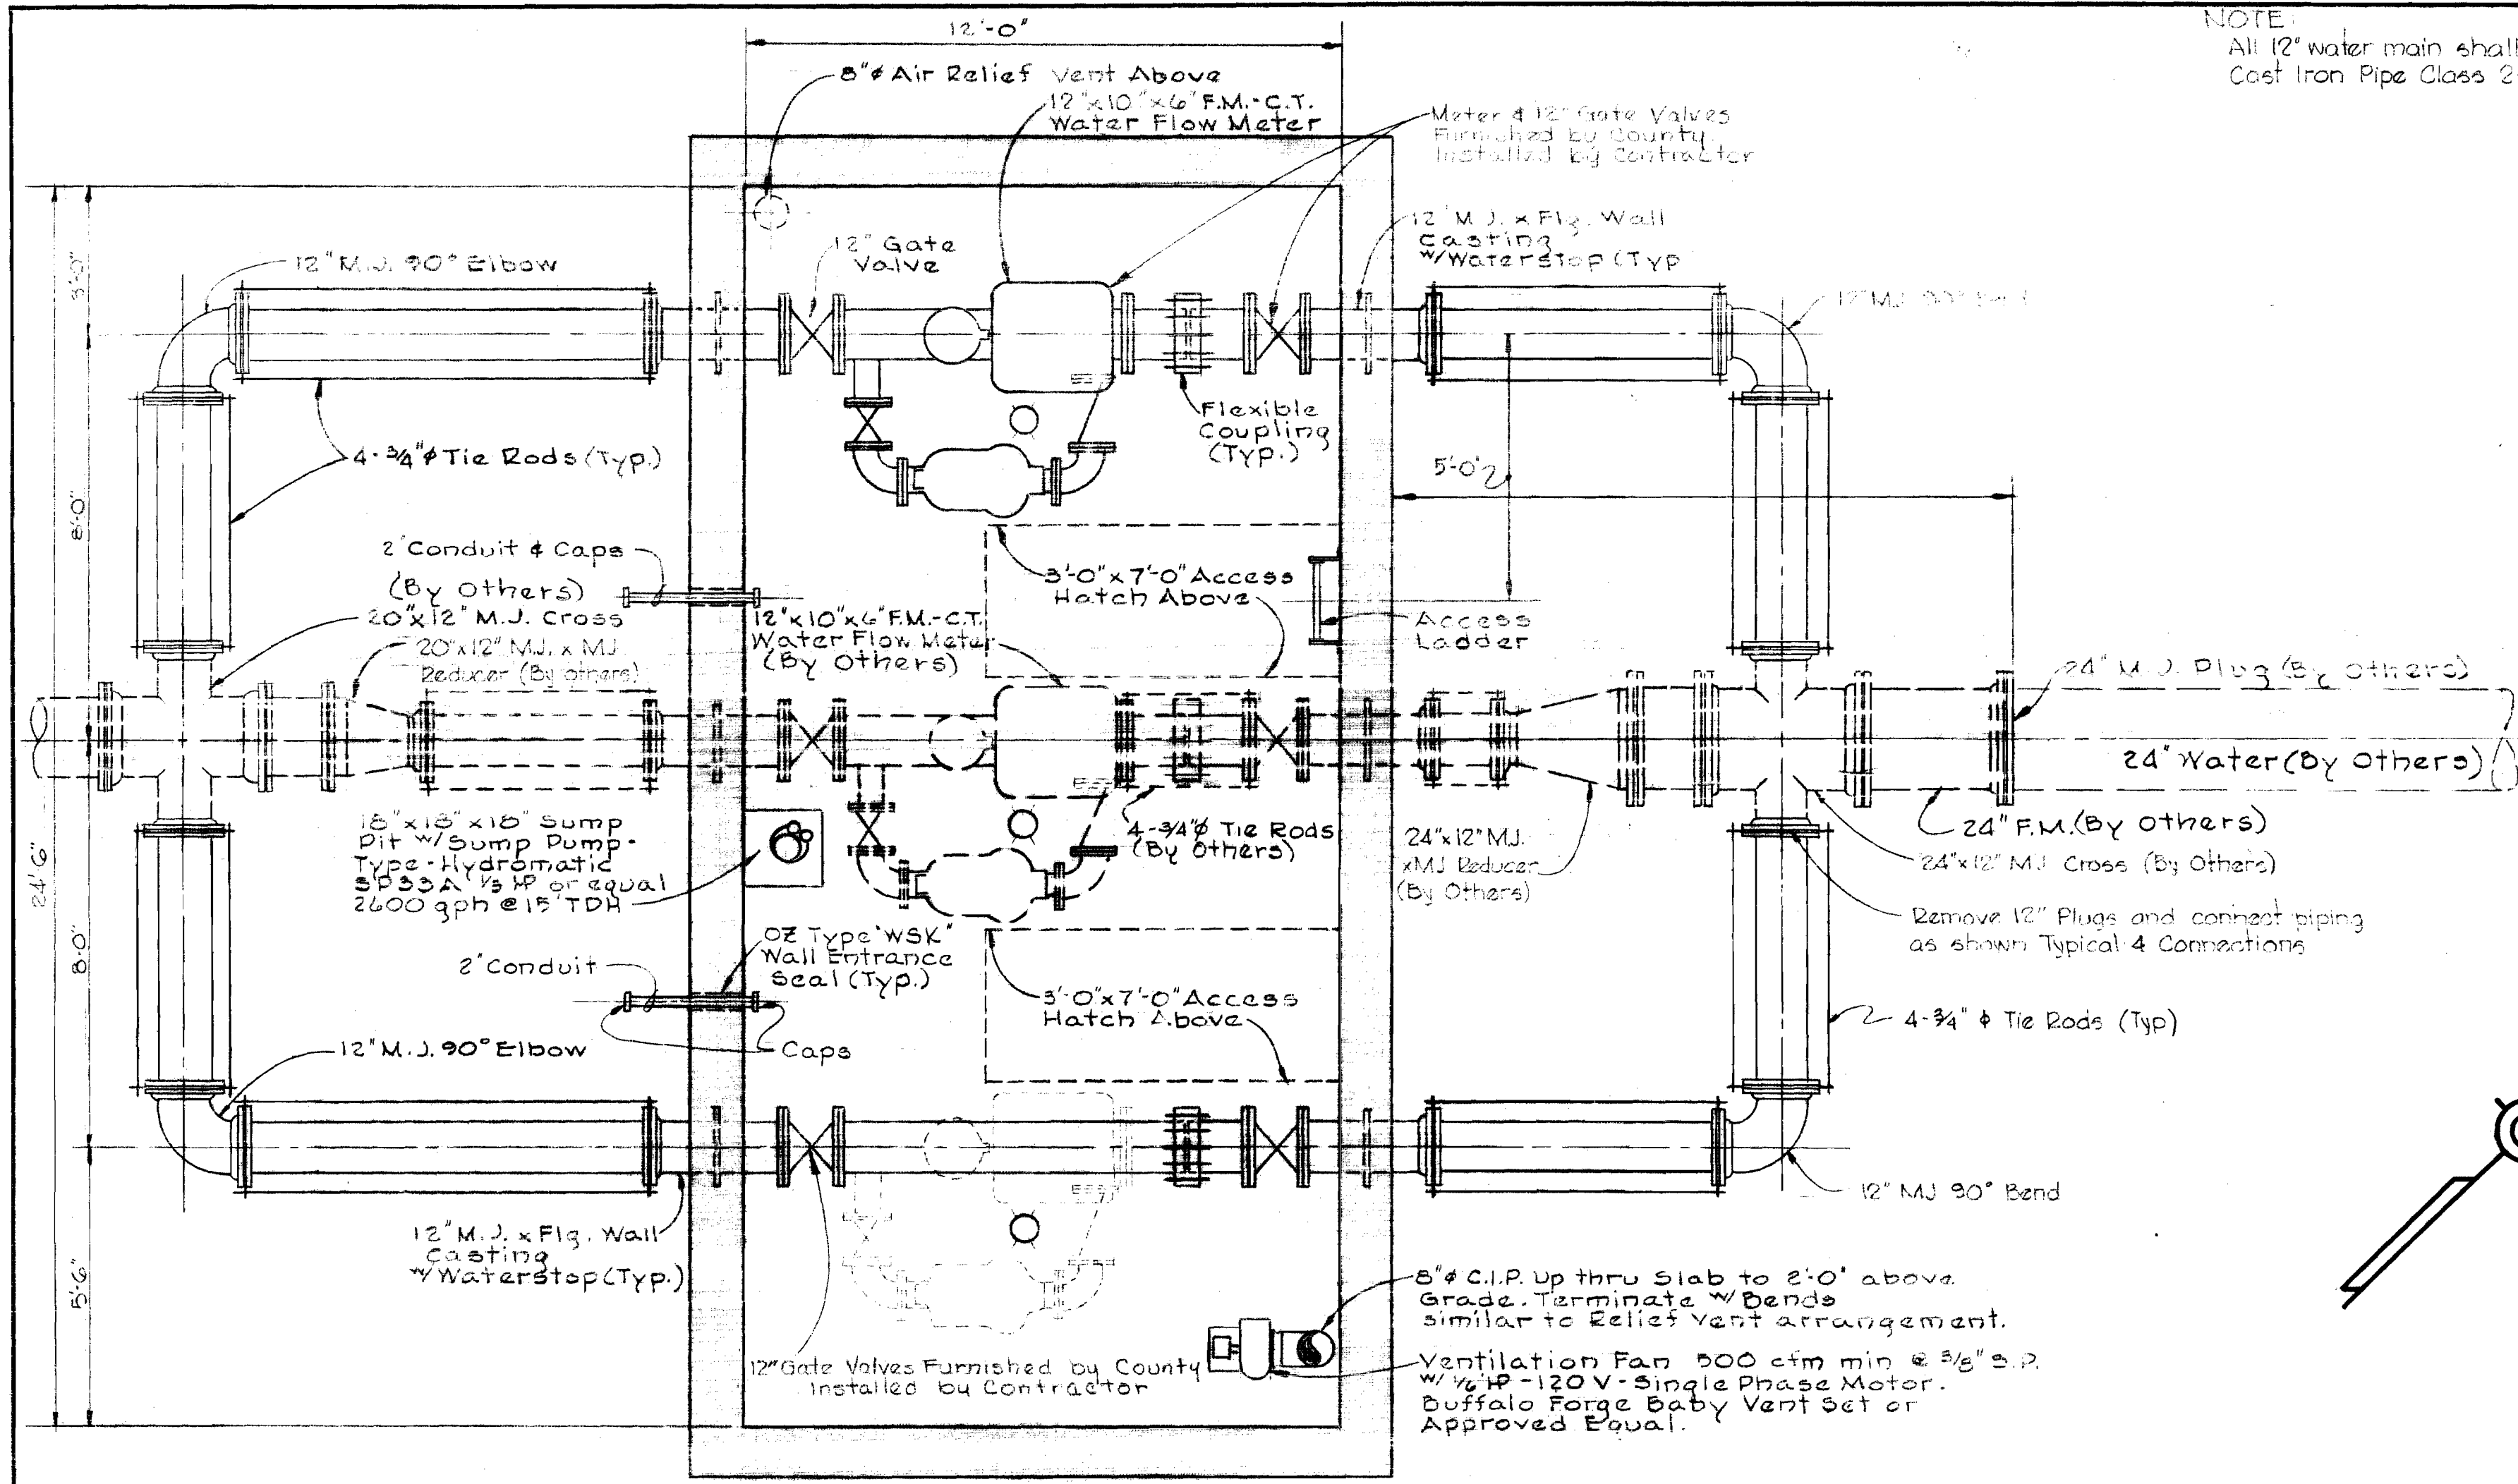 12'-0"
NOTE:
All 12" water main shall
Cast Iron Pipe Class 2
8"ϕ Air Relief Vent Above
12"x10"x6" F.M.-C.T.
Water Flow Meter
Meter & 12" Gate Valves
Furnished by County.
Installed by Contractor
12" M.J. x Flg. Wall
Casting
w/Waterstop (Typ
12" Gate
Valve
12" M.J. 90° Elbow
12" M.J. 90°
8'-0"
4-3/4"ϕ Tie Rods (Typ.)
Flexible
Coupling
(Typ.)
5'-0"
2" Conduit & Caps
(By Others)
3'-0"x7'-0" Access
Hatch Above
Access
Ladder
20"x12" M.J. Cross
20"x12" M.J. x MJ
Reducer (By others)
12"x10"x6" F.M.-C.T.
Water Flow Meter
(By Others)
24" M.J. Plug (By Others)
24" Water (By Others)
24" F.M. (By Others)
24"x12" MJ Cross (By Others)
18"x18"x18" Sump
Pit w/Sump Pump-
Type-Hydromatic
SP33A 1/3 HP or equal
2600 gph @ 15' TDH
4-3/4"ϕ Tie Rods
(By Others)
24"x12" M.J.
xMJ Reducer
(By Others)
24'6"
8'-0"
Remove 12" Plugs and connect piping
as shown Typical 4 Connections
2" Conduit
OZ Type "WSK"
Wall Entrance
Seal (Typ.)
3'-0"x7'-0" Access
Hatch Above
4-3/4" ϕ Tie Rods (Typ)
12" M.J. 90° Elbow
Caps
12" MJ 90° Bend
12" M.J. x Flg. Wall
Casting
w/Waterstop (Typ.)
5'-6"
8"ϕ C.I.P. Up thru Slab to 2'-0" above
Grade. Terminate w/Bends
similar to Relief Vent arrangement.
12" Gate Valves Furnished by County
Installed by Contractor
Ventilation Fan 500 cfm min @ 3/8" S.P.
w/ 1/6 HP - 120 V - Single Phase Motor.
Buffalo Forge Baby Vent Set or
Approved Equal.